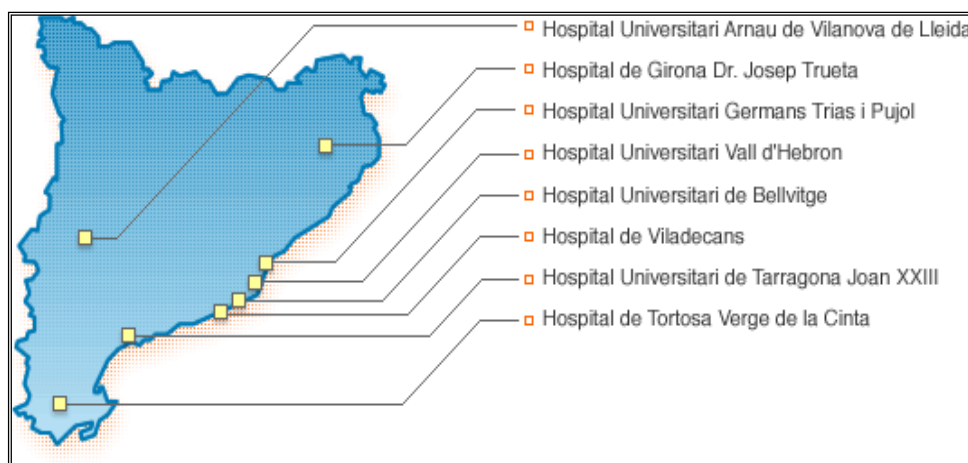 Hospital Universitari Arnau de Vilanova de Lleida
Hospital de Girona Dr. Josep Trueta
Hospital Universitari Germans Trias i Pujol
Hospital Universitari Vall d'Hebron
Hospital Universitari de Bellvitge
Hospital de Viladecans
Hospital Universitari de Tarragona Joan XXIII
Hospital de Tortosa Verge de la Cinta